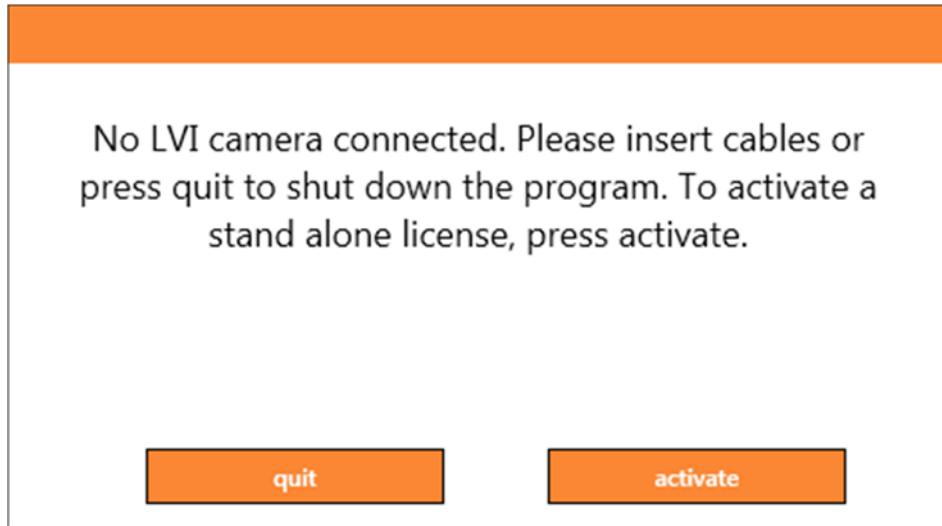 No LVI camera connected. Please insert cables or
press quit to shut down the program. To activate a
stand alone license, press activate.
quit
activate